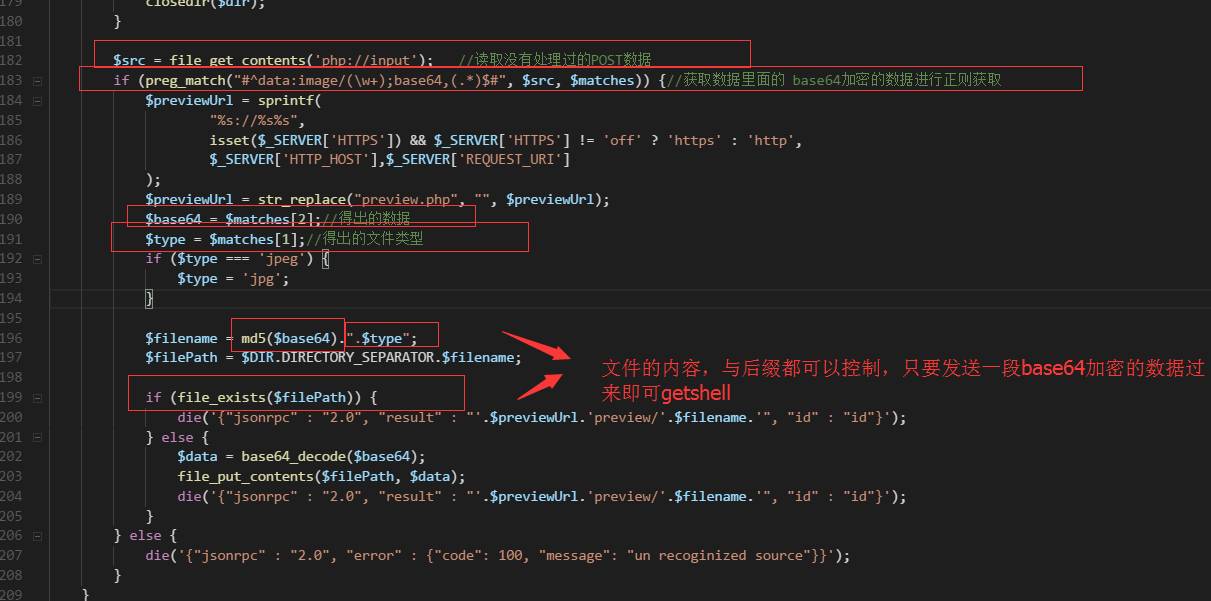 179 closedir($dir);
180 }
181
182 $src = file_get_contents('php://input'); //读取没有处理过的POST数据
183 if (preg_match("#^data:image/(\w+);base64,(.*)$#", $src, $matches)) {//获取数据里面的 base64加密的数据进行正则获取
184 $previewUrl = sprintf(
185 "%s://%s%s",
186 isset($_SERVER['HTTPS']) && $_SERVER['HTTPS'] != 'off' ? 'https' : 'http',
187 $_SERVER['HTTP_HOST'],$_SERVER['REQUEST_URI']
188 );
189 $previewUrl = str_replace("preview.php", "", $previewUrl);
190 $base64 = $matches[2];//得出的数据
191 $type = $matches[1];//得出的文件类型
192 if ($type === 'jpeg') {
193 $type = 'jpg';
194 }
195
196 $filename = md5($base64).".$type";
197 $filePath = $DIR.DIRECTORY_SEPARATOR.$filename;
文件的内容，与后缀都可以控制，只要发送一段base64加密的数据过
来即可getshell
198
199 if (file_exists($filePath)) {
200 die('{"jsonrpc" : "2.0", "result" : "'.$previewUrl.'preview/'.$filename.'", "id" : "id"}');
201 } else {
202 $data = base64_decode($base64);
203 file_put_contents($filePath, $data);
204 die('{"jsonrpc" : "2.0", "result" : "'.$previewUrl.'preview/'.$filename.'", "id" : "id"}');
205 }
206 } else {
207 die('{"jsonrpc" : "2.0", "error" : {"code": 100, "message": "un recoginized source"}}');
208 }
209 }